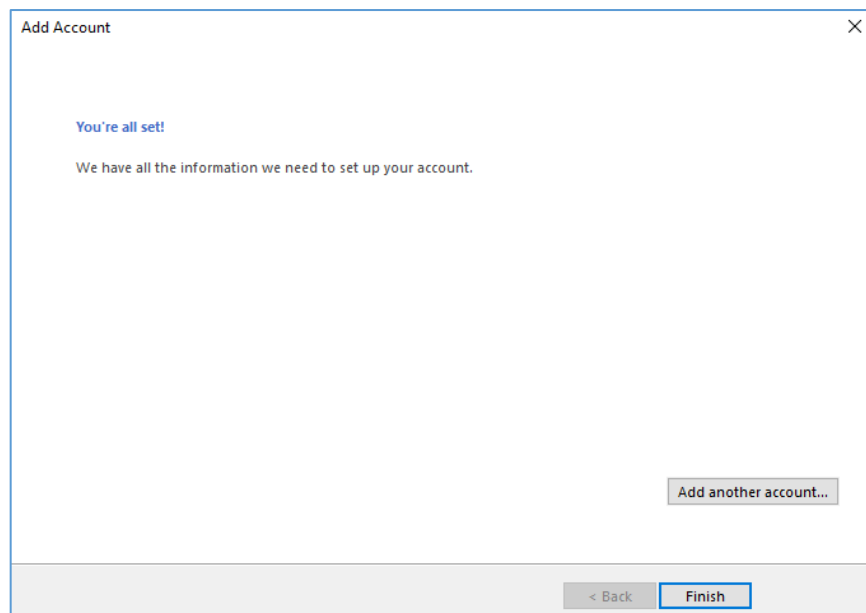 Add Account
You're all set!
We have all the information we need to set up your account.
Add another account...
< Back
Finish